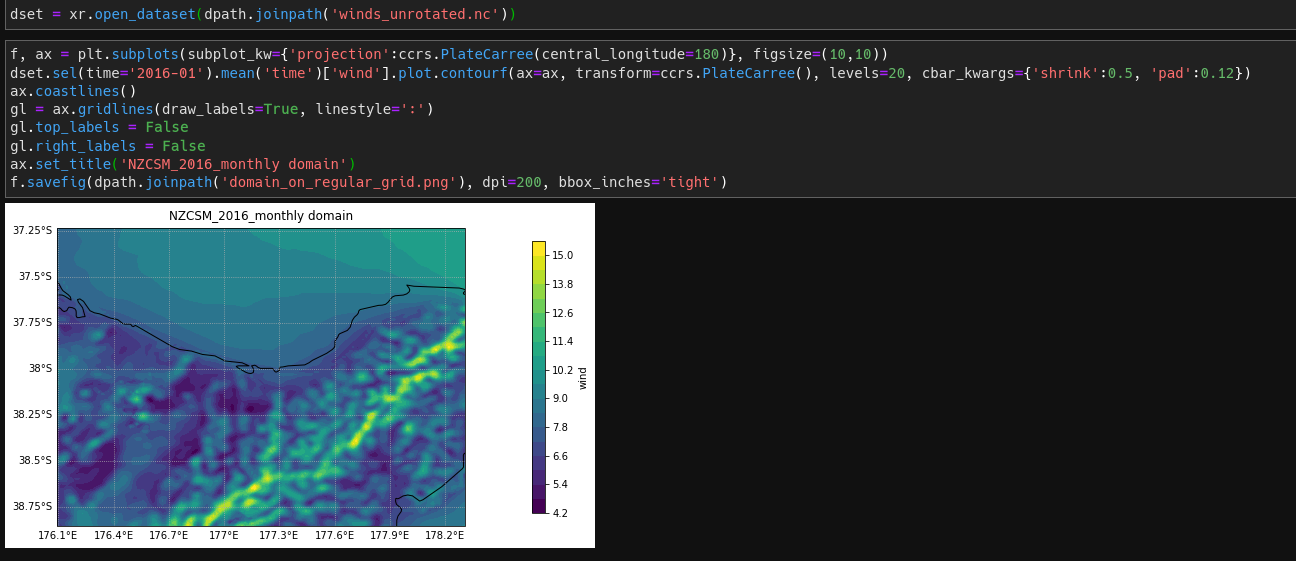 dset = xr.open_dataset(dpath.joinpath('winds_unrotated.nc'))
f, ax = plt.subplots(subplot_kw={'projection':ccrs.PlateCarree(central_longitude=180)}, figsize=(10,10))
dset.sel(time='2016-01').mean('time')['wind'].plot.contourf(ax=ax, transform=ccrs.PlateCarree(), levels=20, cbar_kwargs={'shrink':0.5, 'pad':0.12})
ax.coastlines()
gl = ax.gridlines(draw_labels=True, linestyle=':')
gl.top_labels = False
gl.right_labels = False
ax.set_title('NZCSM_2016_monthly domain')
f.savefig(dpath.joinpath('domain_on_regular_grid.png'), dpi=200, bbox_inches='tight')
NZCSM_2016_monthly domain
37.25°S
37.5°S
37.75°S
38°S
38.25°S
38.5°S
38.75°S
176.1°E 176.4°E 176.7°E 177°E 177.3°E 177.6°E 177.9°E 178.2°E
15.0
13.8
12.6
11.4
10.2
9.0
7.8
6.6
5.4
4.2
wind